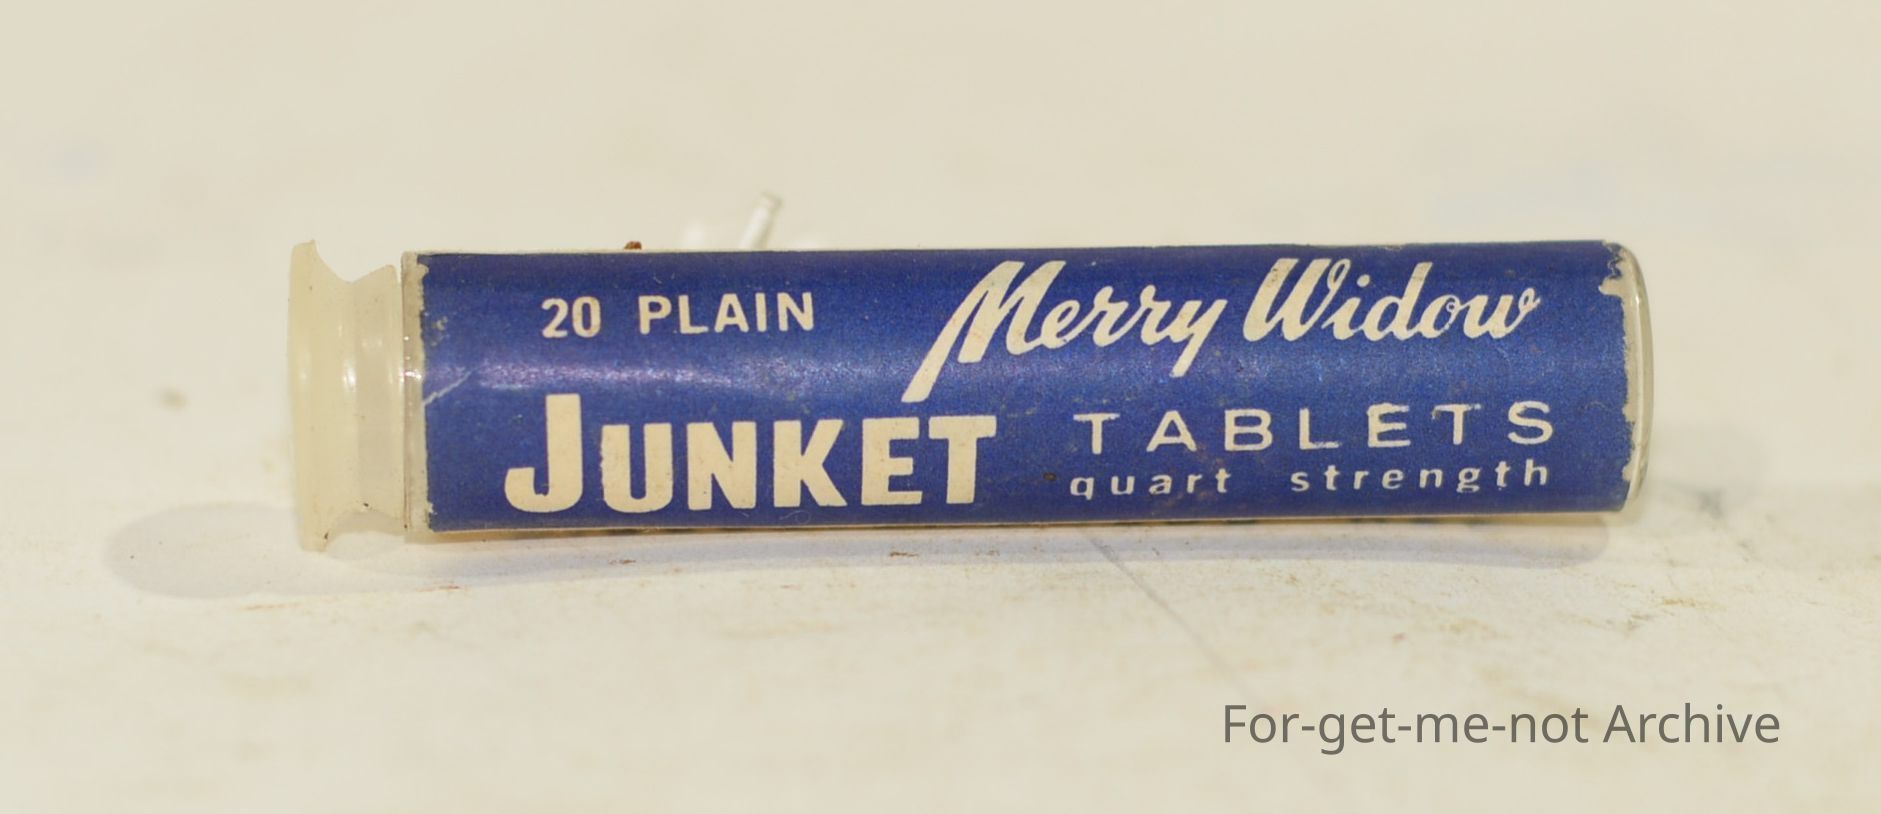 20 PLAIN
Merry Widow
JUNKET
TABLETS
quart strength
For-get-me-not Archive